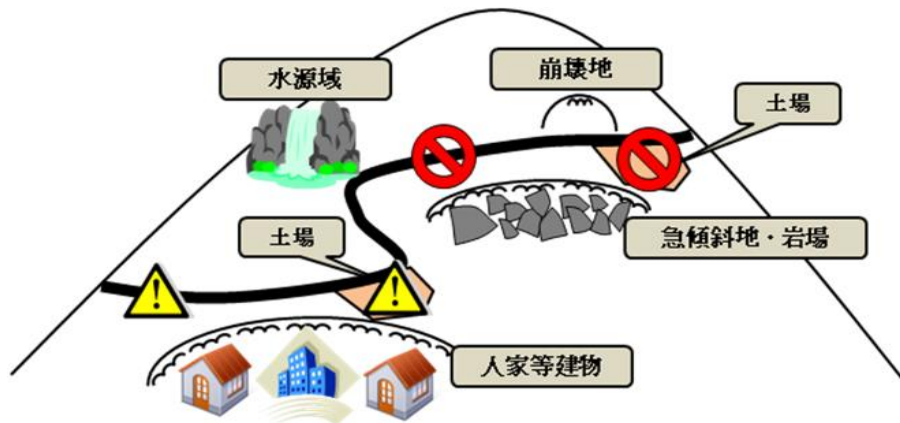 水源域
崩壊地
土場
土場
急傾斜地・岩場
人家等建物